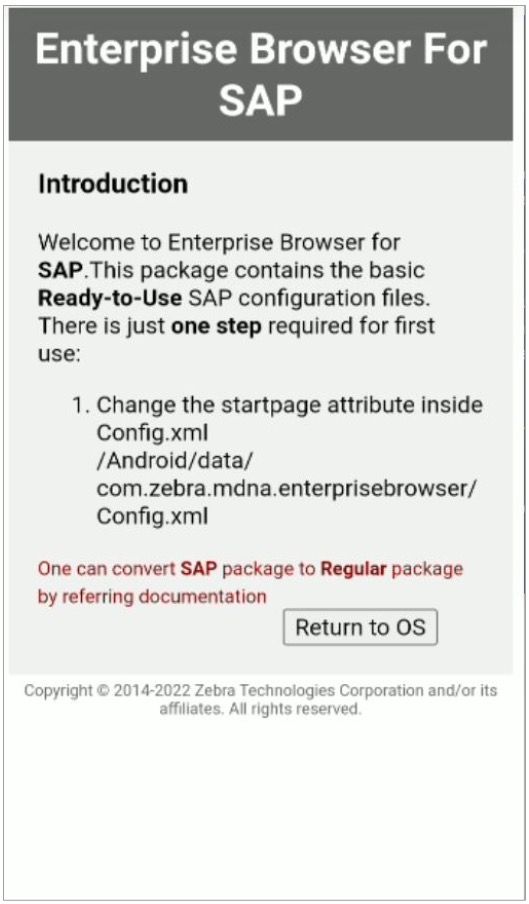 Enterprise Browser For
SAP
Introduction
Welcome to Enterprise Browser for
SAP.This package contains the basic
Ready-to-Use SAP configuration files.
There is just one step required for first
use:
1. Change the startpage attribute inside
Config.xml
/Android/data/
com.zebra.mdna.enterprisebrowser/
Config.xml
One can convert SAP package to Regular package
by referring documentation
Return to OS
Copyright © 2014-2022 Zebra Technologies Corporation and/or its
affiliates. All rights reserved.